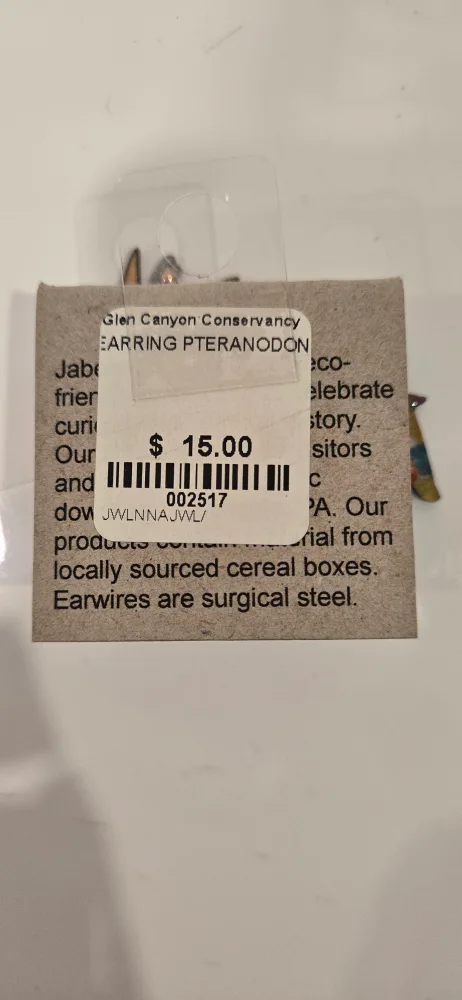 Glen Canyon Conservancy
EARRING PTERANODON
$ 15.00
002517
JWLNNAJWL/
Jabe eco-
frien elebrate
curi story.
Our sitors
and c
dow PA. Our
products contain rial from
locally sourced cereal boxes.
Earwires are surgical steel.